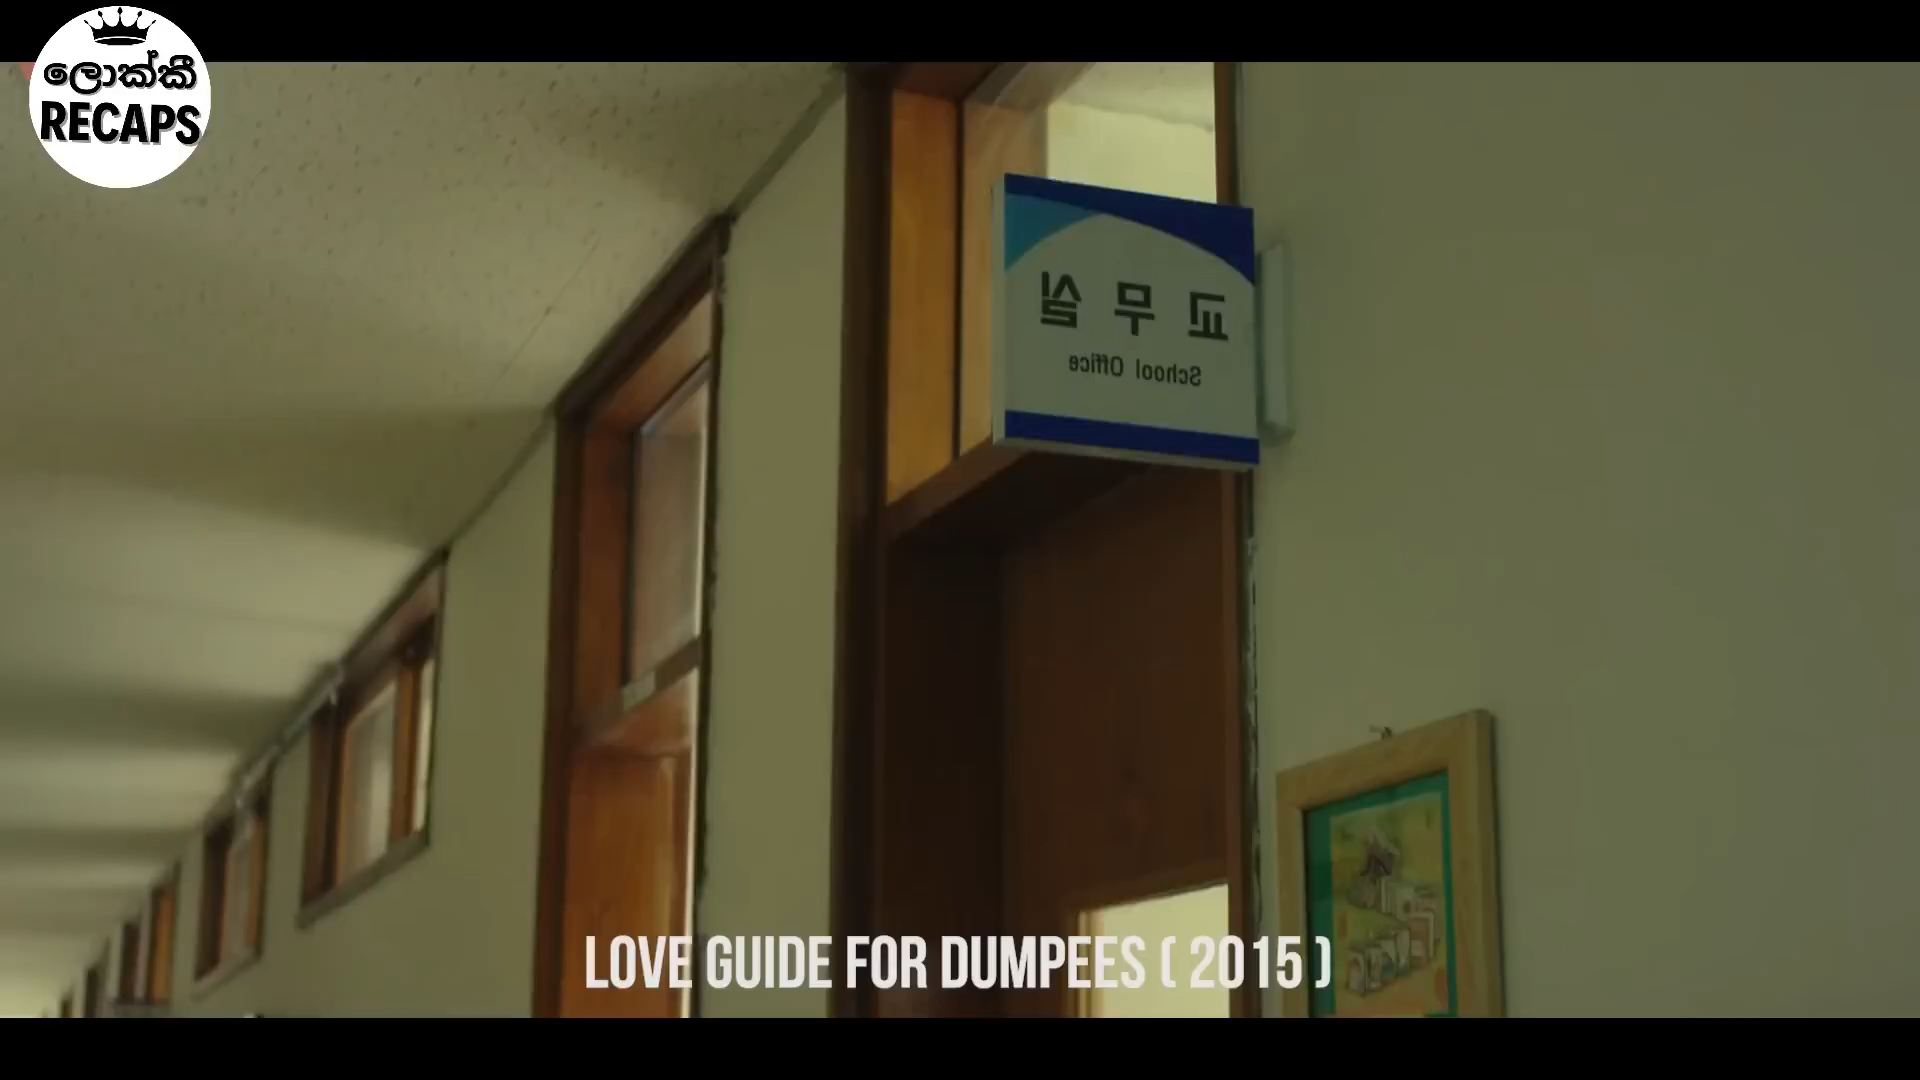 ලොක්කී
RECAPS
교무실
School Office
LOVE GUIDE FOR DUMPEES ( 2015 )